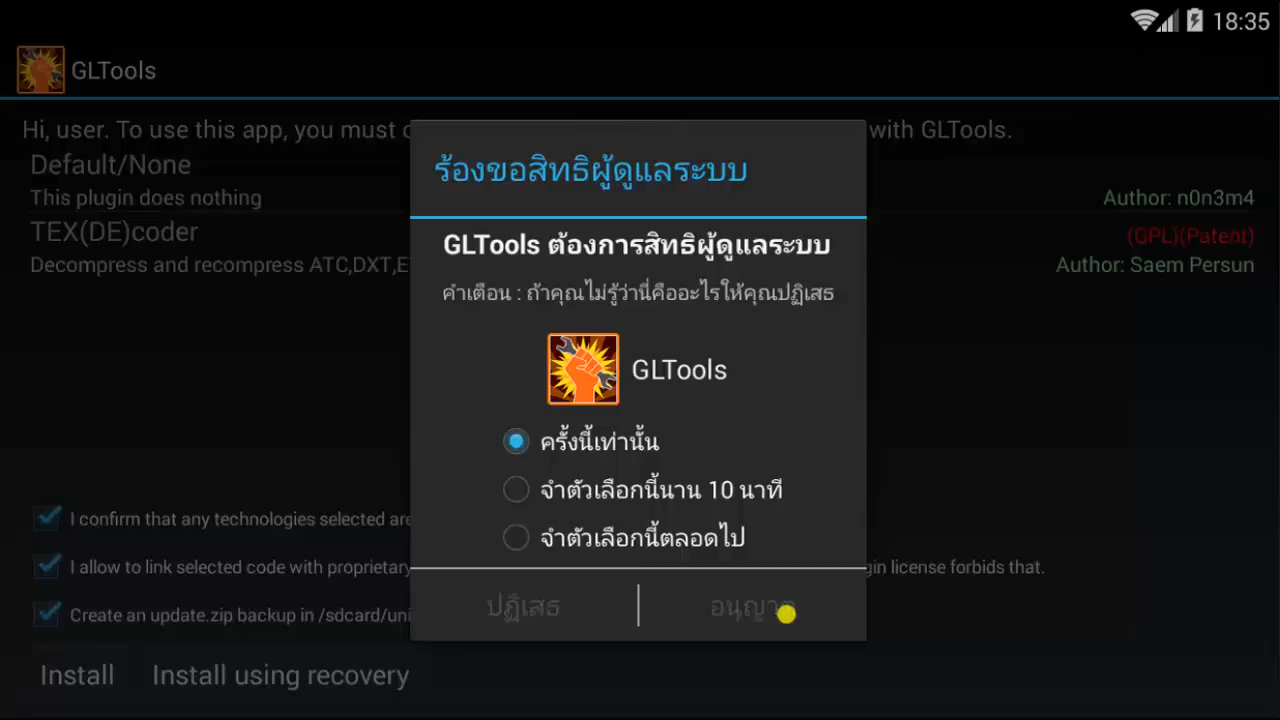 18:35
GLTools
Hi, user. To use this app, you must with GLTools.
Default/None
This plugin does nothing
Author: n0n3m4
TEX(DE)coder
(GPL)(Patent)
Decompress and recompress ATC,DXT,
Author: Saem Persun
ร้องขอสิทธิผู้ดูแลระบบ
GLTools ต้องการสิทธิผู้ดูแลระบบ
คำเตือน : ถ้าคุณไม่รู้ว่านี่คืออะไรให้คุณปฏิเสธ
GLTools
ครั้งนี้เท่านั้น
จำตัวเลือกนี้นาน 10 นาที
จำตัวเลือกนี้ตลอดไป
ปฏิเสธ
อนุญาต
I confirm that any technologies selected are
I allow to link selected code with proprietary license forbids that.
Create an update.zip backup in /sdcard/uni
Install
Install using recovery